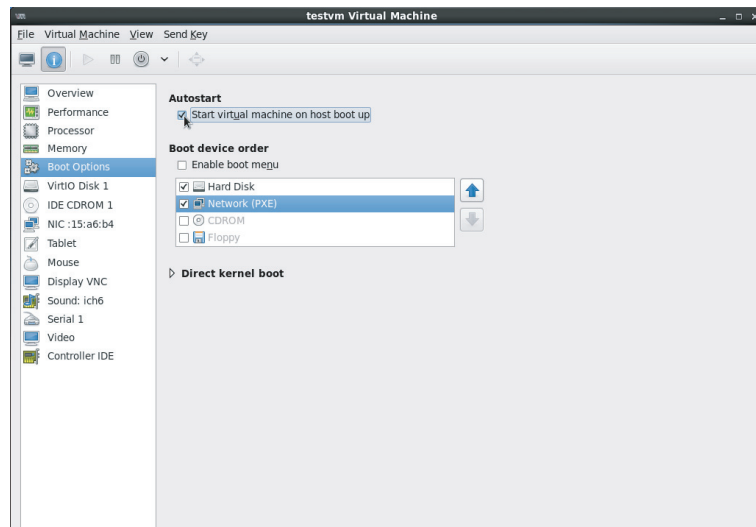 testvm Virtual Machine
File Virtual Machine View Send Key
Overview
Performance
Processor
Memory
Boot Options
VirtIO Disk 1
IDE CDROM 1
NIC :15:a6:b4
Tablet
Mouse
Display VNC
Sound: ich6
Serial 1
Video
Controller IDE
Autostart
Start virtual machine on host boot up
Boot device order
Enable boot menu
Hard Disk
Network (PXE)
CDROM
Floppy
Direct kernel boot